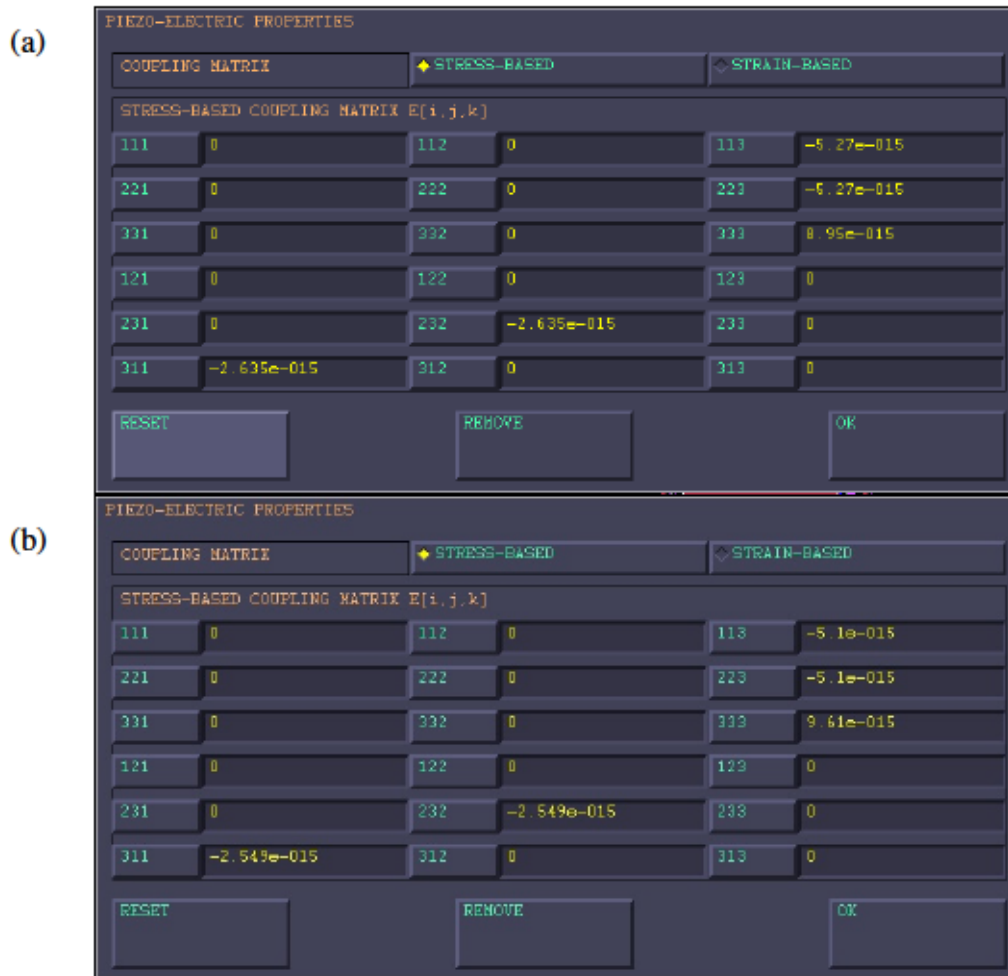 (a)
PIEZO-ELECTRIC PROPERTIES
COUPLING MATRIX STRESS-BASED STRAIN-BASED
STRESS-BASED COUPLING MATRIX E[i,j,k]
111 0 112 0 113 -5.27e-015
221 0 222 0 223 -5.27e-015
331 0 332 0 333 8.95e-015
121 0 122 0 123 0
231 0 232 -2.635e-015 233 0
311 -2.635e-015 312 0 313 0
RESET REMOVE OK
(b)
PIEZO-ELECTRIC PROPERTIES
COUPLING MATRIX STRESS-BASED STRAIN-BASED
STRESS-BASED COUPLING MATRIX E[i,j,k]
111 0 112 0 113 -5.1e-015
221 0 222 0 223 -5.1e-015
331 0 332 0 333 9.61e-015
121 0 122 0 123 0
231 0 232 -2.549e-015 233 0
311 -2.549e-015 312 0 313 0
RESET REMOVE OK